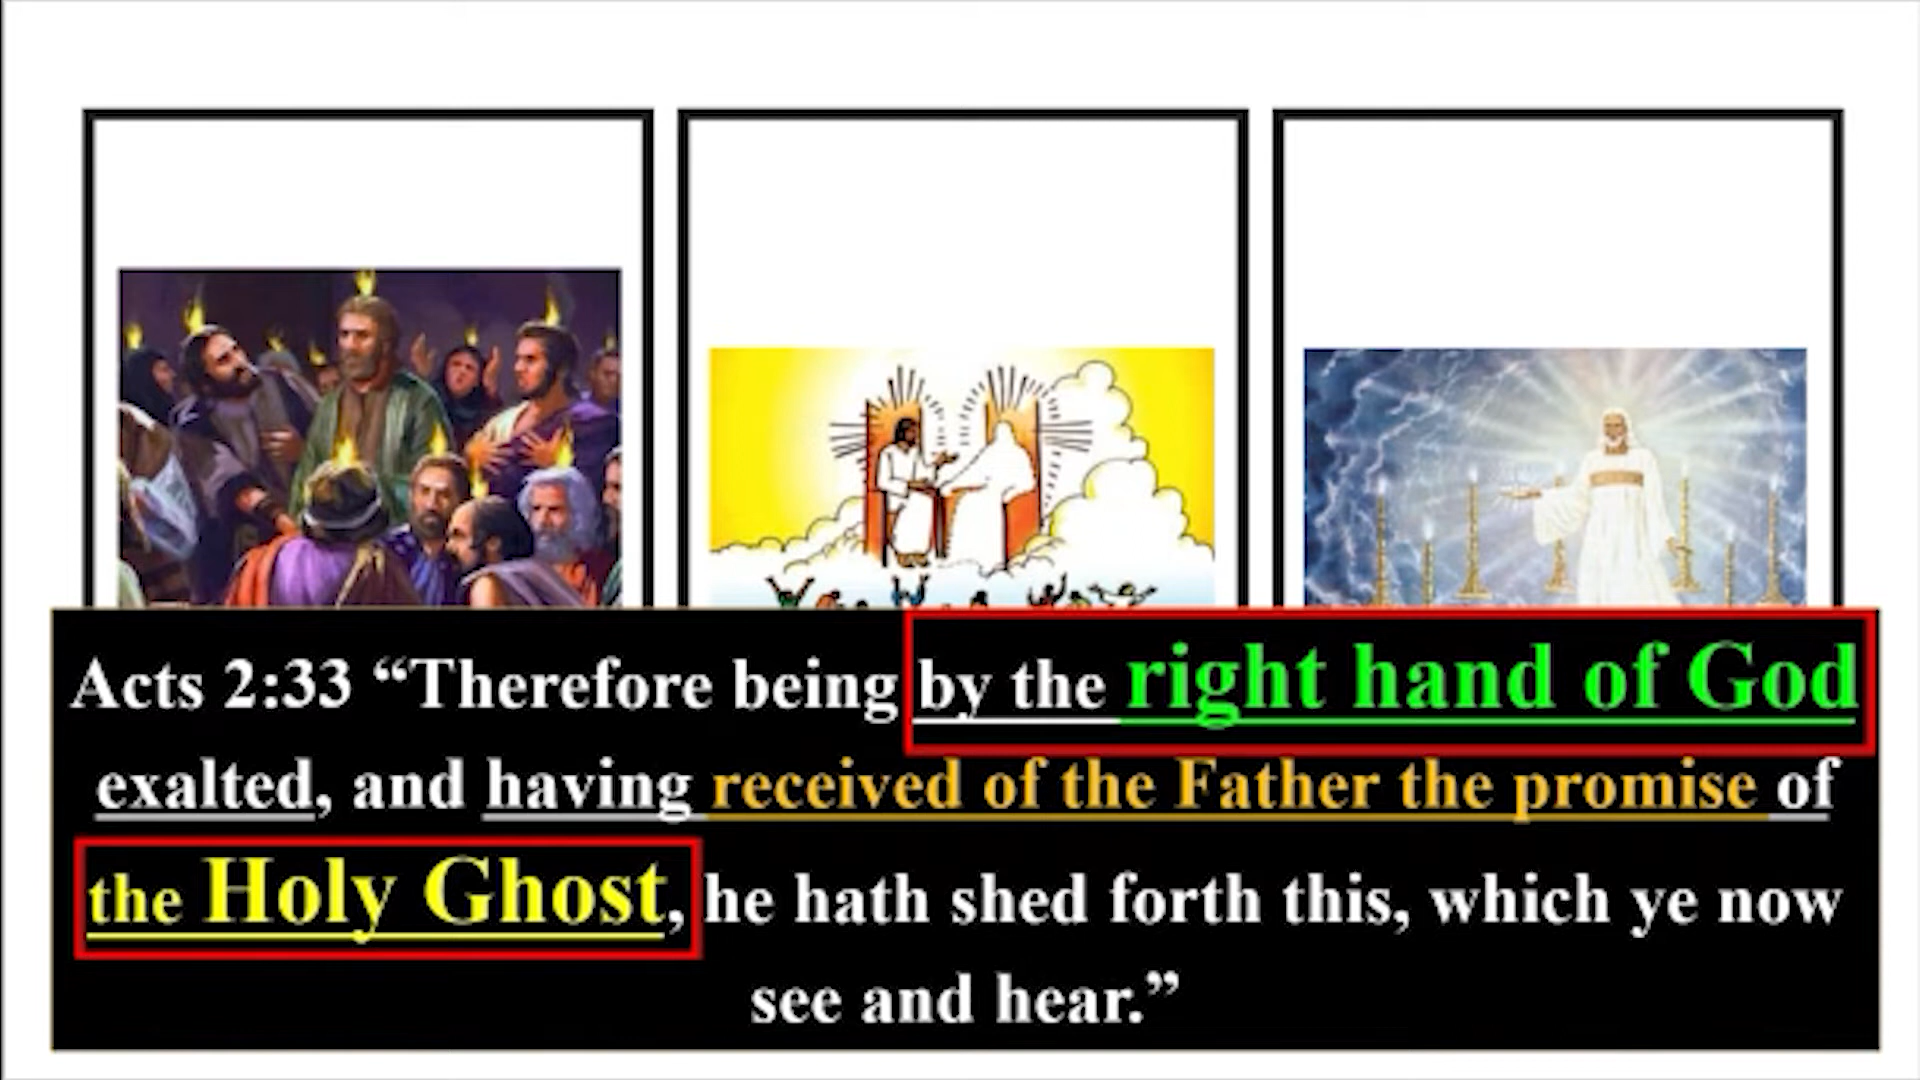 Acts 2:33 “Therefore being by the right hand of God
exalted, and having received of the Father the promise of
the Holy Ghost, he hath shed forth this, which ye now
see and hear.”